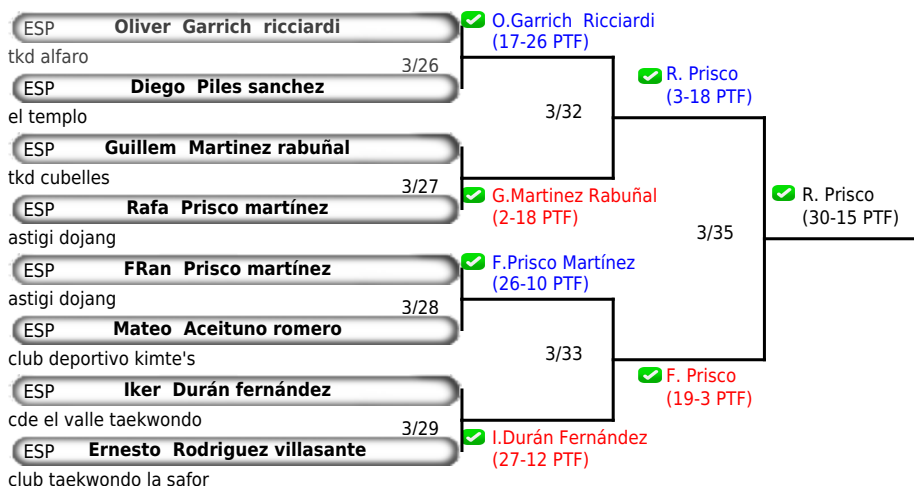 ESP Oliver Garrich ricciardi
tkd alfaro
3/26
ESP Diego Piles sanchez
el templo
ESP Guillem Martinez rabuñal
tkd cubelles
3/27
ESP Rafa Prisco martínez
astigi dojang
ESP FRan Prisco martínez
astigi dojang
3/28
ESP Mateo Aceituno romero
club deportivo kimte's
ESP Iker Durán fernández
cde el valle taekwondo
3/29
ESP Ernesto Rodriguez villasante
club taekwondo la safor
O.Garrich Ricciardi
(17-26 PTF)
3/32
G.Martinez Rabuñal
(2-18 PTF)
F.Prisco Martínez
(26-10 PTF)
3/33
I.Durán Fernández
(27-12 PTF)
R. Prisco
(3-18 PTF)
3/35
F. Prisco
(19-3 PTF)
R. Prisco
(30-15 PTF)